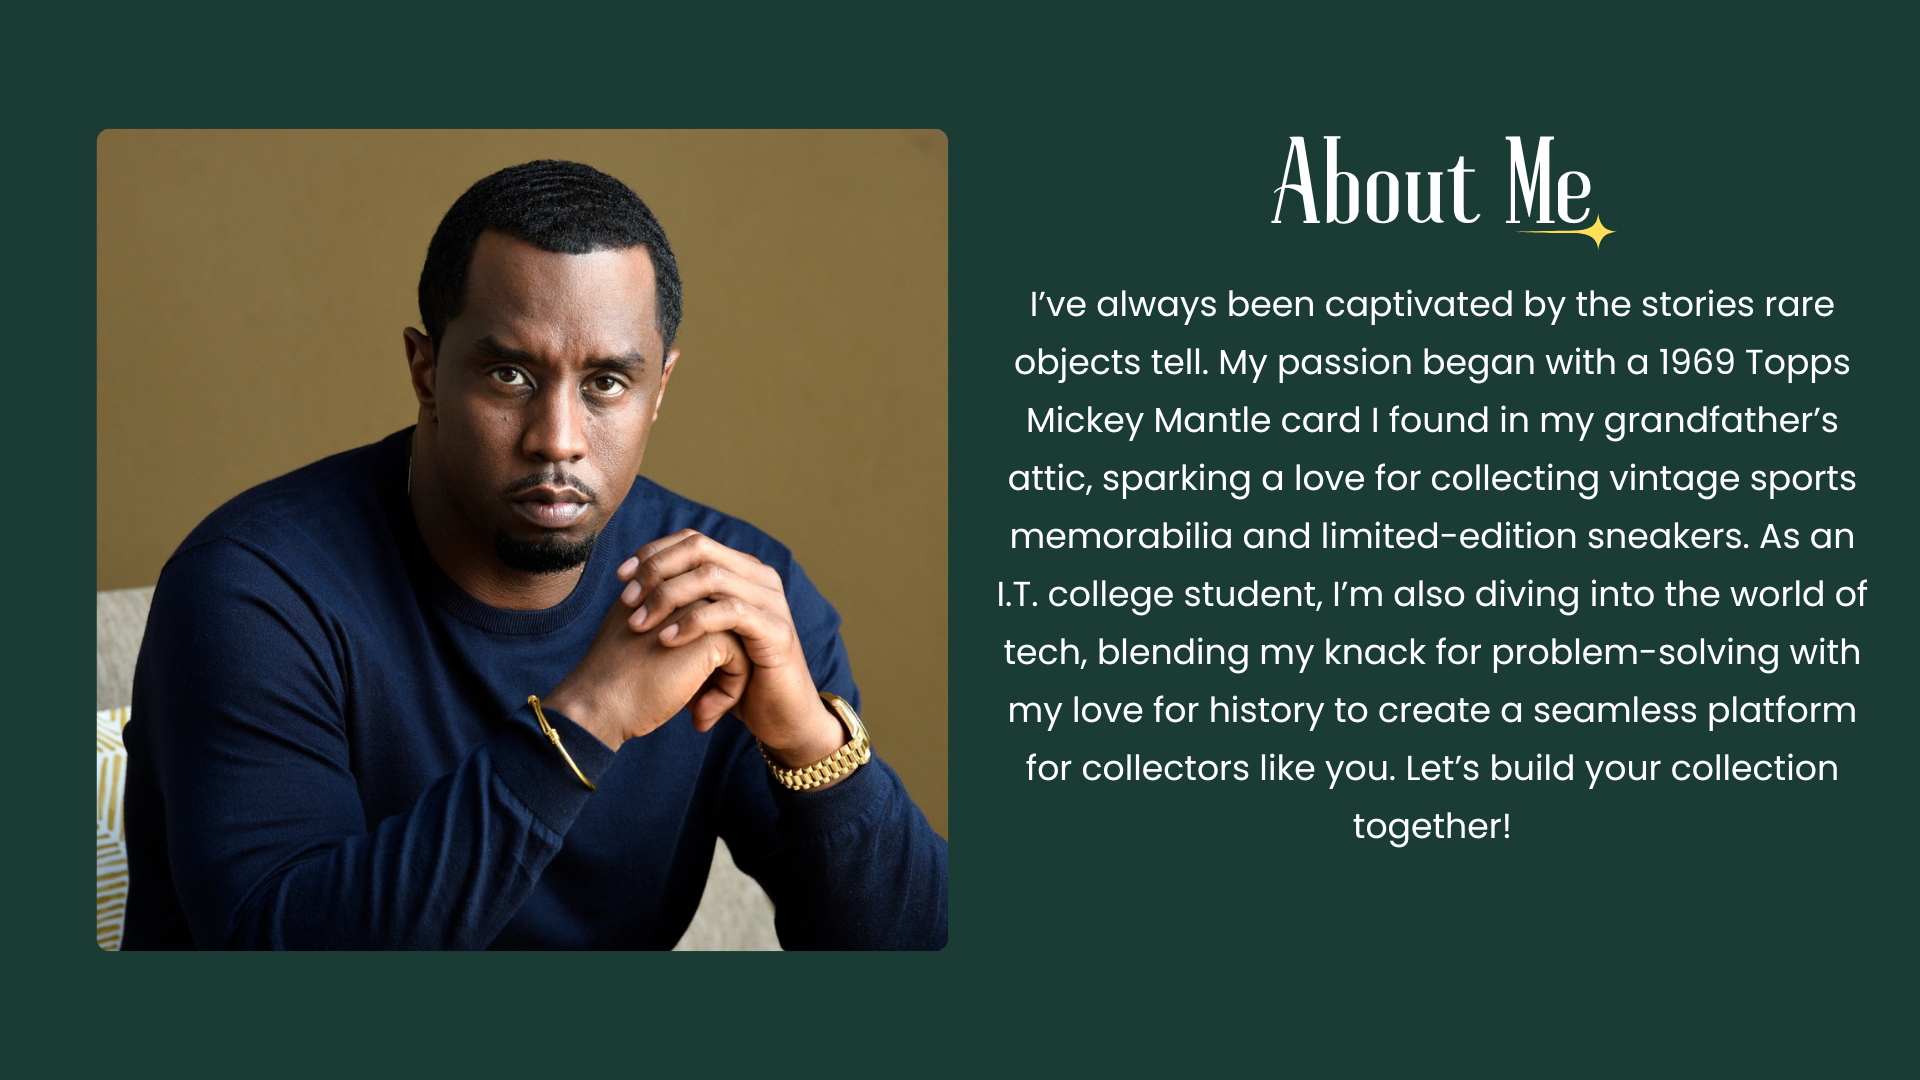 About Me
I’ve always been captivated by the stories rare
objects tell. My passion began with a 1969 Topps
Mickey Mantle card I found in my grandfather’s
attic, sparking a love for collecting vintage sports
memorabilia and limited-edition sneakers. As an
I.T. college student, I’m also diving into the world of
tech, blending my knack for problem-solving with
my love for history to create a seamless platform
for collectors like you. Let’s build your collection
together!